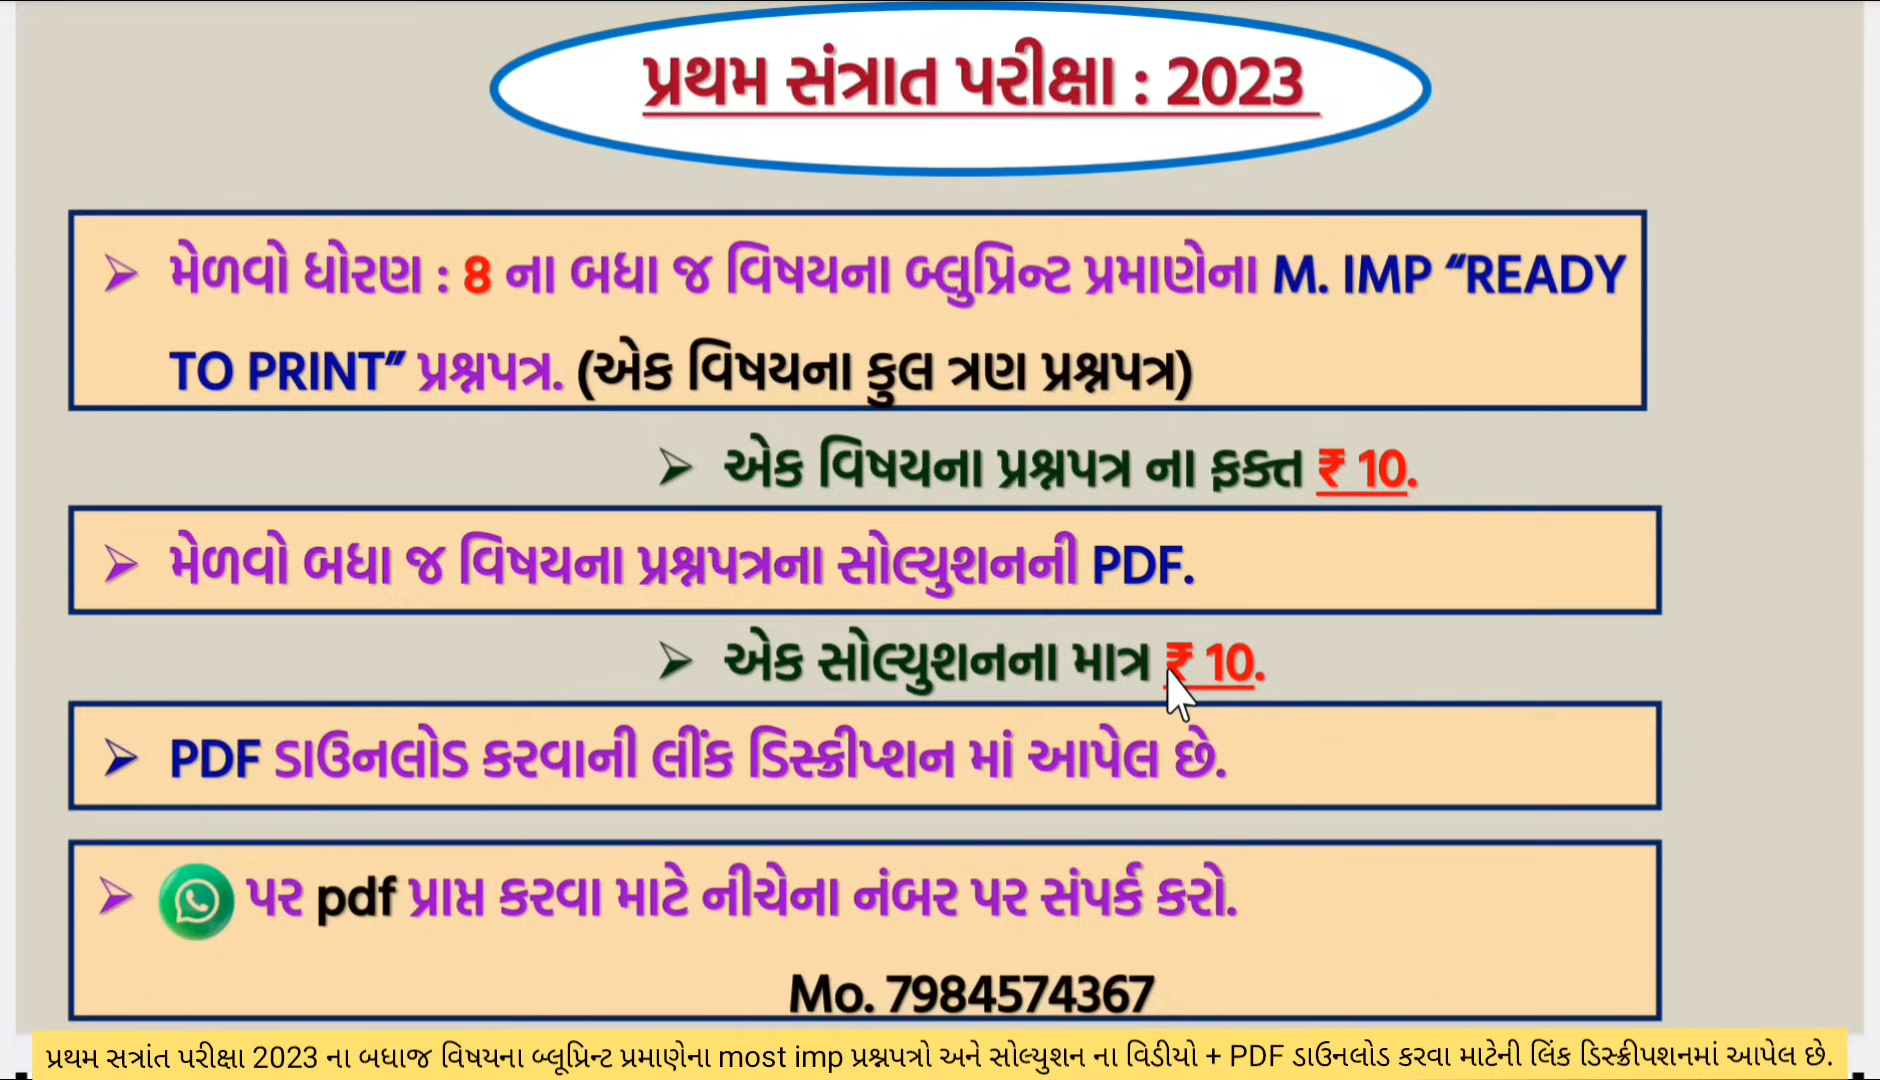 પ્રથમ સંત્રાત પરીક્ષા : 2023
➢ મેળવો ધોરણ : 8 ના બધા જ વિષયના બ્લુપ્રિન્ટ પ્રમાણેના M. IMP “READY
TO PRINT” પ્રશ્નપત્ર. (એક વિષયના કુલ ત્રણ પ્રશ્નપત્ર)
➢ એક વિષયના પ્રશ્નપત્ર ના ફક્ત ₹ 10.
➢ મેળવો બધા જ વિષયના પ્રશ્નપત્રના સોલ્યુશનની PDF.
➢ એક સોલ્યુશનના માત્ર ₹ 10.
➢ PDF ડાઉનલોડ કરવાની લીંક ડિસ્ક્રીપ્શન માં આપેલ છે.
➢ પર pdf પ્રાપ્ત કરવા માટે નીચેના નંબર પર સંપર્ક કરો.
Mo. 7984574367
પ્રથમ સત્રાંત પરીક્ષા 2023 ના બધાજ વિષયના બ્લૂપ્રિન્ટ પ્રમાણેના most imp પ્રશ્નપત્રો અને સોલ્યુશન ના વિડીયો + PDF ડાઉનલોડ કરવા માટેની લિંક ડિસ્ક્રીપશનમાં આપેલ છે.